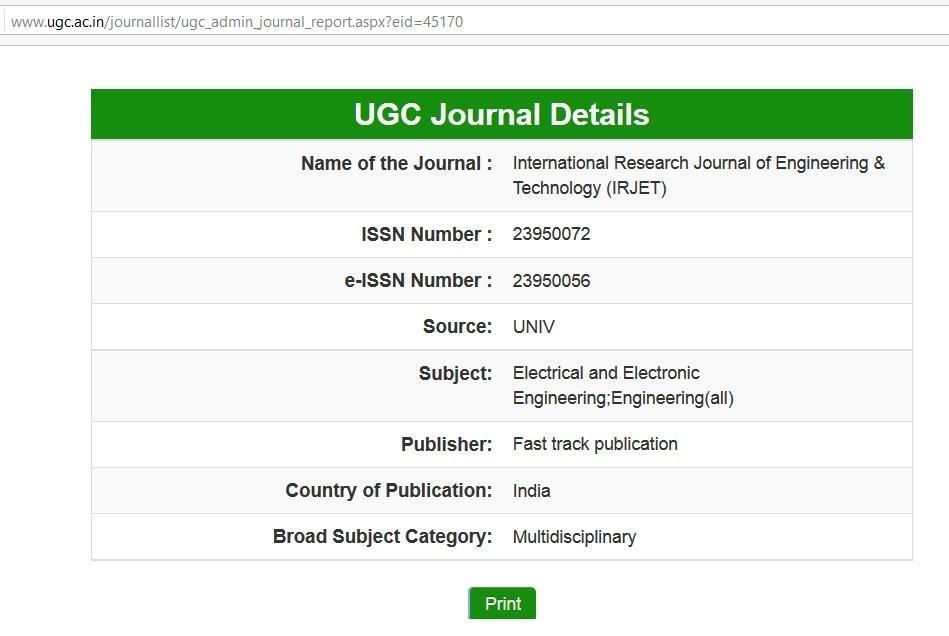 www.ugc.ac.in/journallist/ugc_admin_journal_report.aspx?eid=45170
UGC Journal Details
Name of the Journal : International Research Journal of Engineering &
Technology (IRJET)
ISSN Number : 23950072
e-ISSN Number : 23950056
Source: UNIV
Subject: Electrical and Electronic
Engineering;Engineering(all)
Publisher: Fast track publication
Country of Publication: India
Broad Subject Category: Multidisciplinary
Print